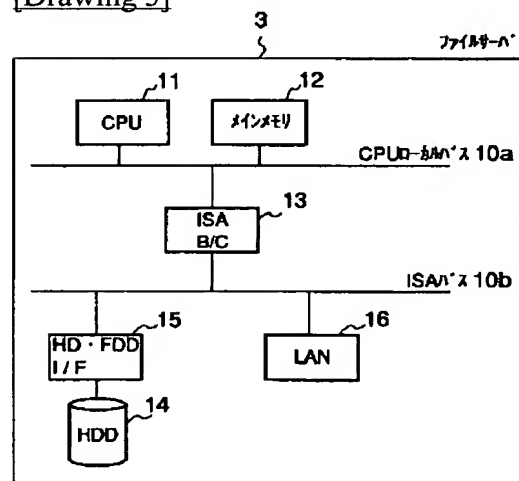 [Drawing 3]
3
ファイルサーバ
11
12
CPU
メインメモリ
CPUローカルバス 10a
13
ISA
B/C
ISAバス 10b
15
16
HD・FDD
I/F
LAN
14
HDD